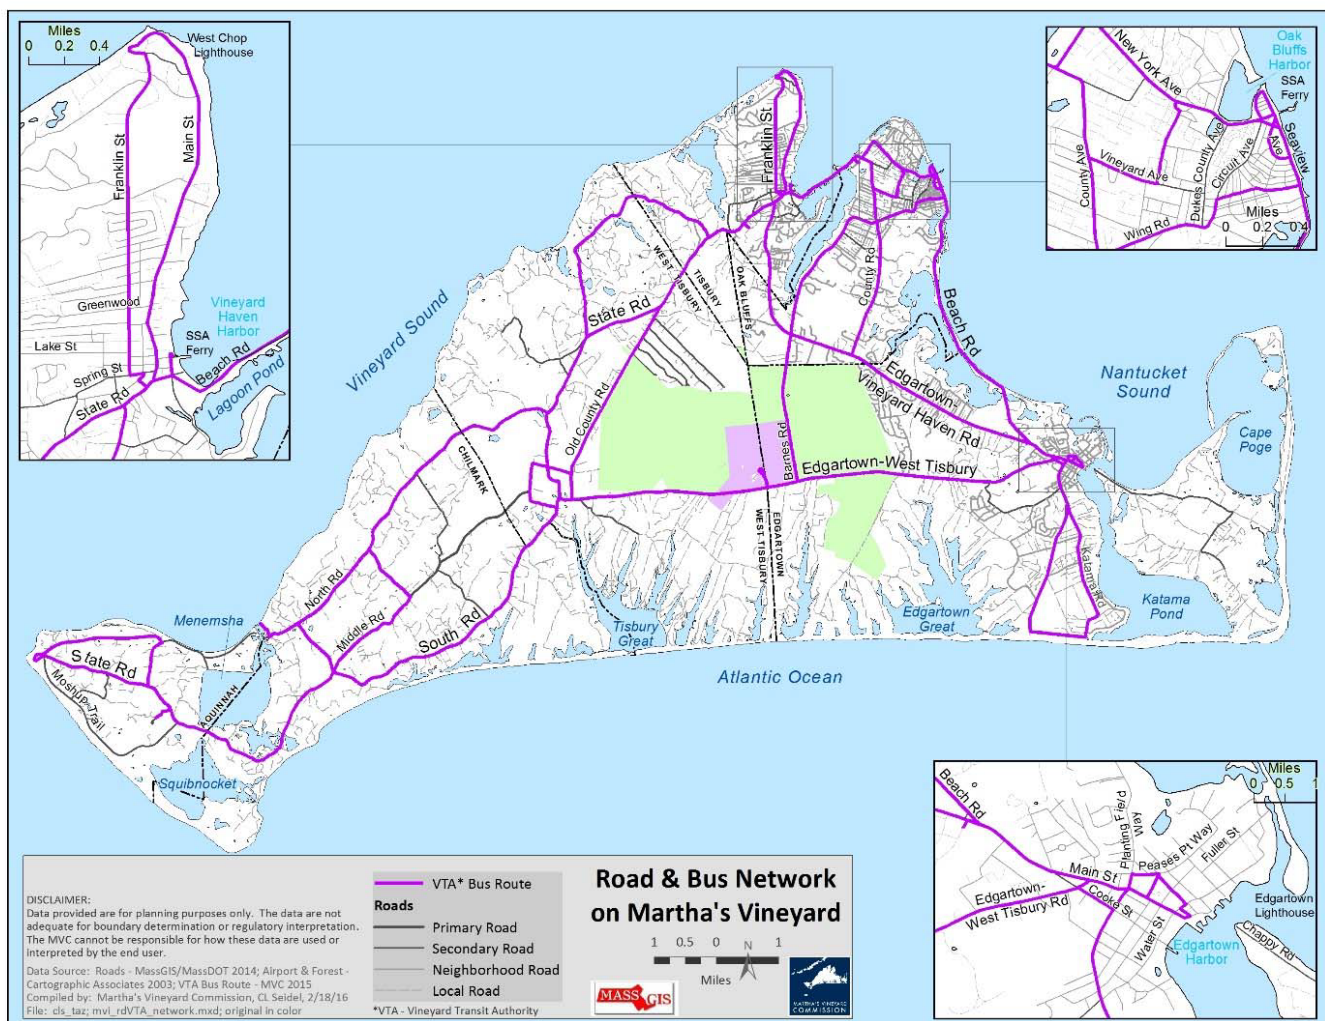 Miles
0 0.2 0.4
West Chop
Lighthouse
Franklin St
Main St
Greenwood
Vineyard
Haven
Harbor
Lake St
SSA
Ferry
Spring St
Beach Rd
State Rd
Lagoon Pond
New York Ave
Oak
Bluffs
Harbor
SSA
Ferry
County Ave
Vineyard Ave
Dukes County Ave
Circuit Ave
Seaview
Ave
Wing Rd
Miles
0 0.4
Franklin St
WEST TISBURY
TISBURY
OAK BLUFFS
County Rd
Beach Rd
State Rd
Vineyard Sound
Nantucket
Sound
Edgartown-
Vineyard Haven Rd
Old County Rd
Barnes Rd
Cape
Poge
CHILMARK
Edgartown-West Tisbury
EDGARTOWN
WEST TISBURY
North Rd
Middle Rd
South Rd
Katama Rd
Menemsha
Tisbury
Great
Edgartown
Great
Katama
Pond
State Rd
Moshup Trail
AQUINNAH
Atlantic Ocean
Squibnocket
Miles
0 0.5 1
Beach Rd
Planting Field
Way
Peases Pt Way
Fuller St
Main St
Edgartown-
West Tisbury Rd
Cooke St
Water St
Edgartown
Lighthouse
Edgartown
Harbor
Chappy Rd
DISCLAIMER:
Data provided are for planning purposes only. The data are not
adequate for boundary determination or regulatory interpretation.
The MVC cannot be responsible for how these data are used or
interpreted by the end user.
Data Source: Roads - MassGIS/MassDOT 2014; Airport & Forest -
Cartographic Associates 2003; VTA Bus Route - MVC 2015
Compiled by: Martha's Vineyard Commission, CL Seidel, 2/18/16
File: cls_taz; mvi_rdVTA_network.mxd; original in color
VTA* Bus Route
Roads
Primary Road
Secondary Road
Neighborhood Road
Local Road
*VTA - Vineyard Transit Authority
Road & Bus Network
on Martha's Vineyard
1 0.5 0 1
N
Miles
MASSGIS
MARTHA'S VINEYARD
COMMISSION